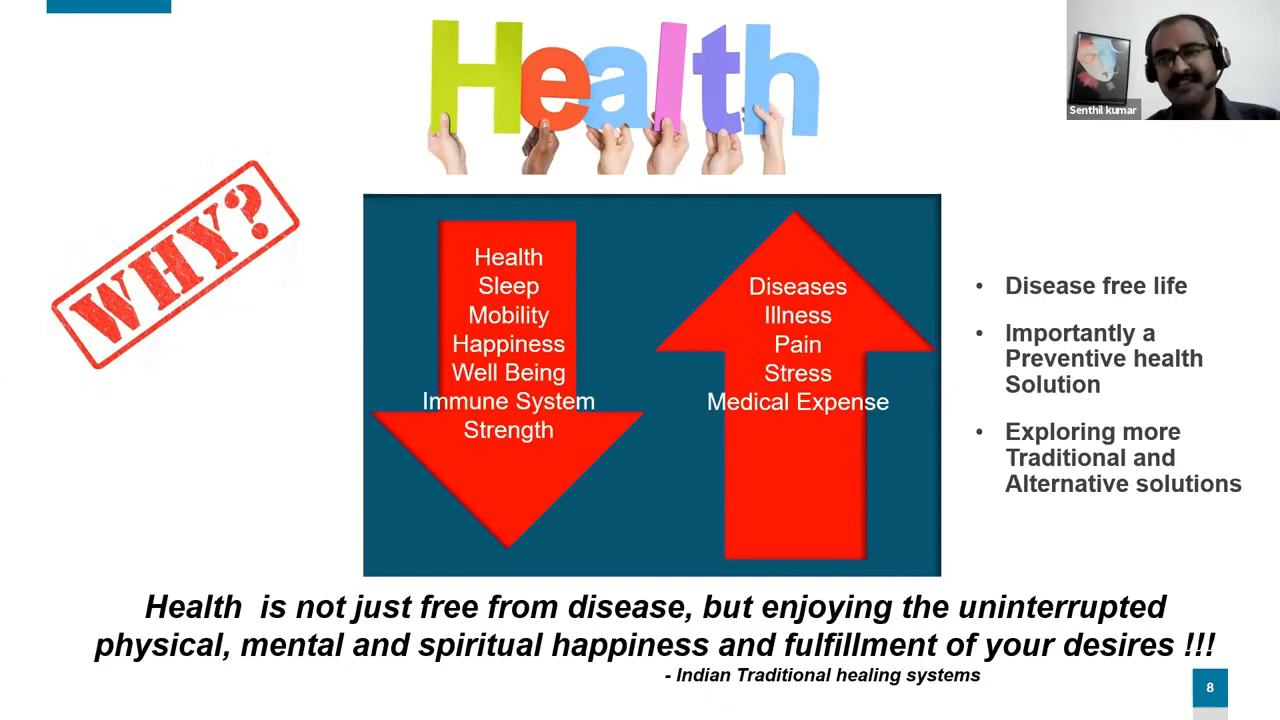 Health
Senthil kumar
WHY?
Health
Sleep
Mobility
Happiness
Well Being
Immune System
Strength
Diseases
Illness
Pain
Stress
Medical Expense
• Disease free life
• Importantly a
Preventive health
Solution
• Exploring more
Traditional and
Alternative solutions
Health is not just free from disease, but enjoying the uninterrupted
physical, mental and spiritual happiness and fulfillment of your desires !!!
- Indian Traditional healing systems
8